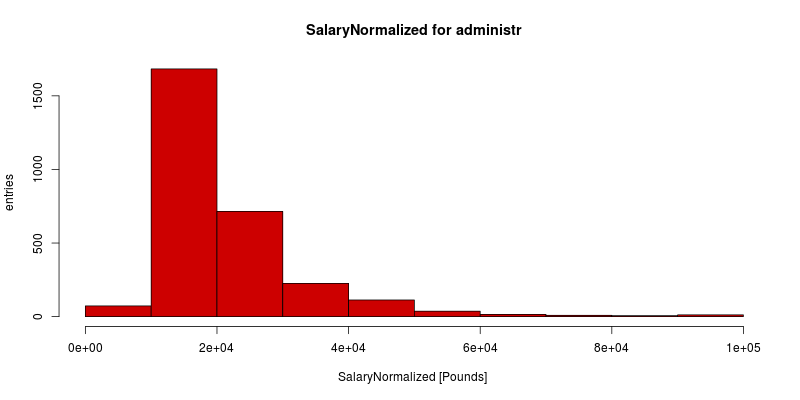 SalaryNormalized for administr
entries
1500
1000
500
0
0e+00 2e+04 4e+04 6e+04 8e+04 1e+05
SalaryNormalized [Pounds]